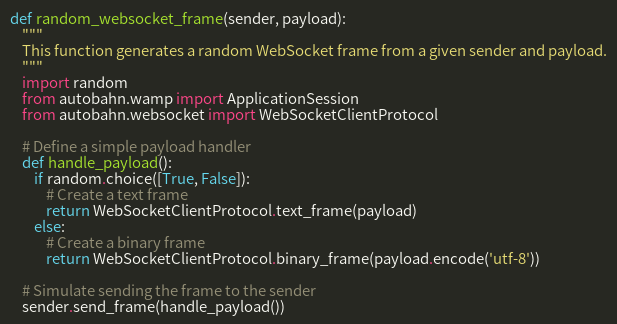 def random_websocket_frame(sender, payload):
    """
    This function generates a random WebSocket frame from a given sender and payload.
    """
    import random
    from autobahn.wamp import ApplicationSession
    from autobahn.websocket import WebSocketClientProtocol

    # Define a simple payload handler
    def handle_payload():
        if random.choice([True, False]):
            # Create a text frame
            return WebSocketClientProtocol.text_frame(payload)
        else:
            # Create a binary frame
            return WebSocketClientProtocol.binary_frame(payload.encode('utf-8'))

    # Simulate sending the frame to the sender
    sender.send_frame(handle_payload())